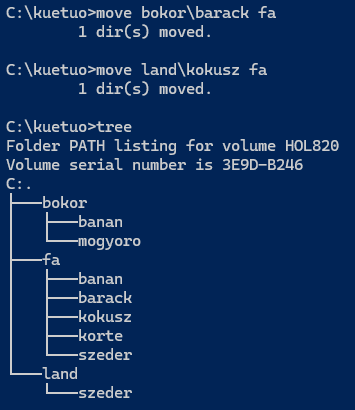 C:\kuetuo>move bokor\barack fa
        1 dir(s) moved.

C:\kuetuo>move land\kokusz fa
        1 dir(s) moved.

C:\kuetuo>tree
Folder PATH listing for volume HOL820
Volume serial number is 3E9D-B246
C:.
├───bokor
│   ├───banan
│   └───mogyoro
├───fa
│   ├───banan
│   ├───barack
│   ├───kokusz
│   ├───korte
│   └───szeder
└───land
    └───szeder